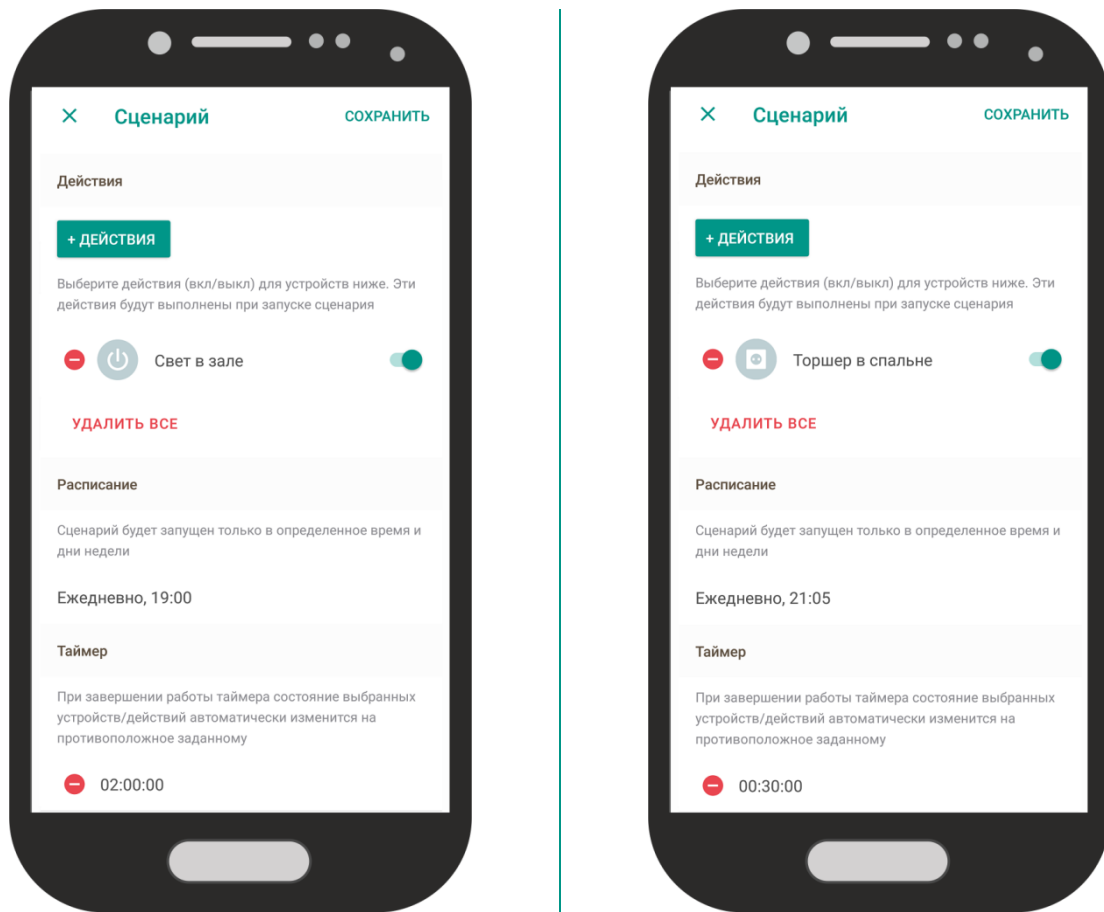 Сценарий
СОХРАНИТЬ
Действия
+ ДЕЙСТВИЯ
Выберите действия (вкл/выкл) для устройств ниже. Эти
действия будут выполнены при запуске сценария
Свет в зале
УДАЛИТЬ ВСЕ
Расписание
Сценарий будет запущен только в определенное время и
дни недели
Ежедневно, 19:00
Таймер
При завершении работы таймера состояние выбранных
устройств/действий автоматически изменится на
противоположное заданному
02:00:00
Сценарий
СОХРАНИТЬ
Действия
+ ДЕЙСТВИЯ
Выберите действия (вкл/выкл) для устройств ниже. Эти
действия будут выполнены при запуске сценария
Торшер в спальне
УДАЛИТЬ ВСЕ
Расписание
Сценарий будет запущен только в определенное время и
дни недели
Ежедневно, 21:05
Таймер
При завершении работы таймера состояние выбранных
устройств/действий автоматически изменится на
противоположное заданному
00:30:00